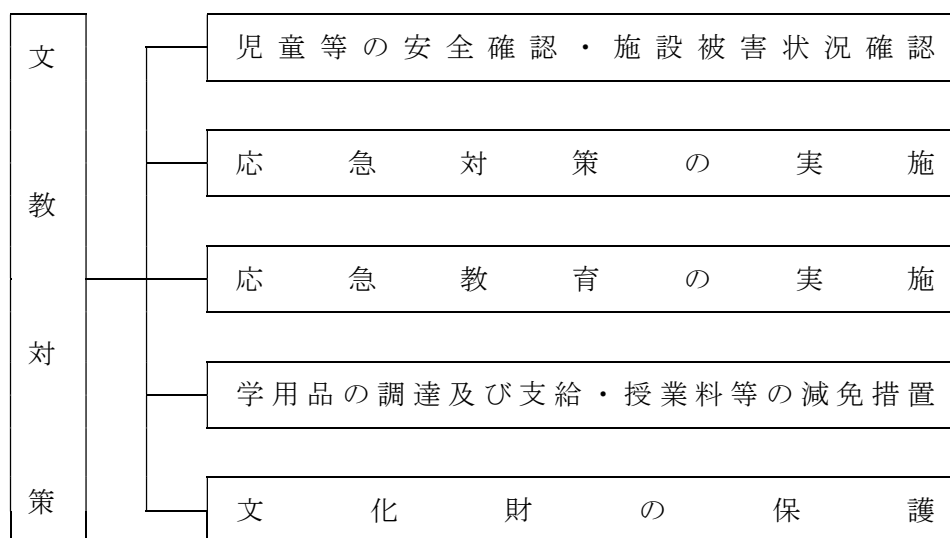 文教対策
児童等の安全確認・施設被害状況確認
応急対策の実施
応急教育の実施
学用品の調達及び支給・授業料等の減免措置
文化財の保護